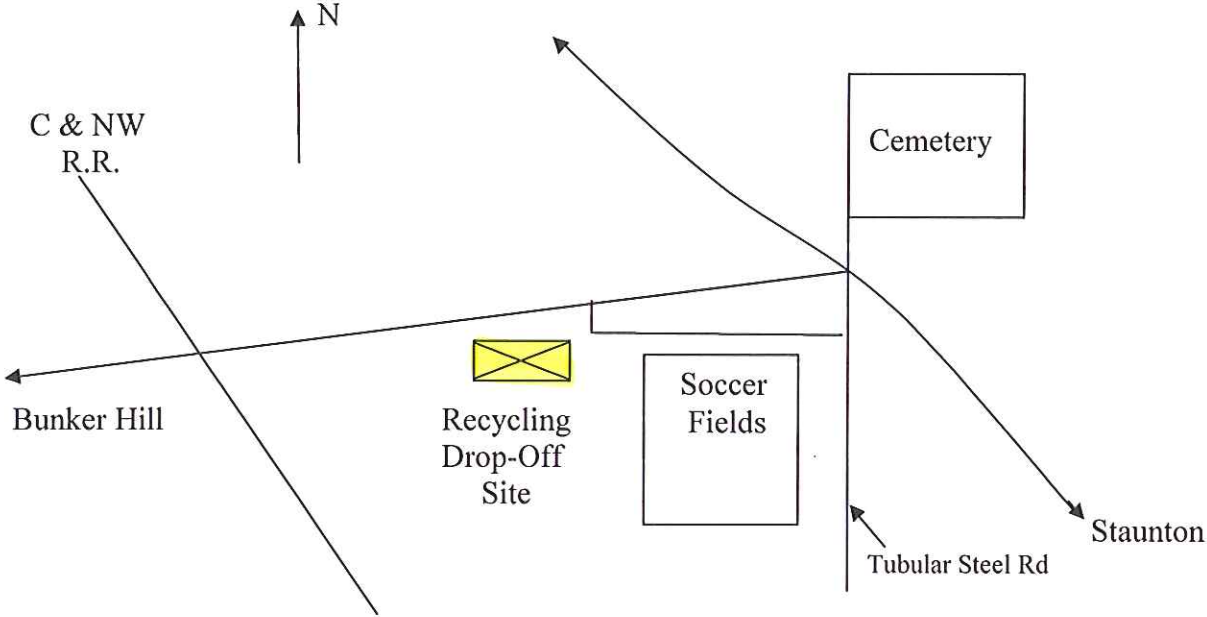 N
C & NW
R.R.
Cemetery
Bunker Hill
Recycling
Drop-Off
Site
Soccer
Fields
Staunton
Tubular Steel Rd